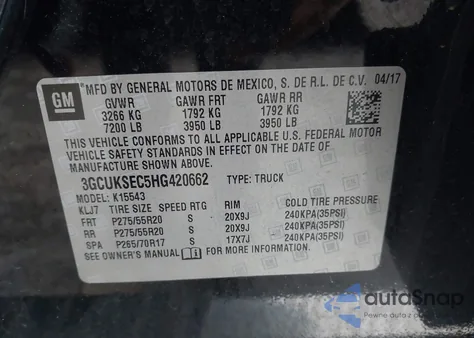 GM MFD BY GENERAL MOTORS DE MEXICO, S. DE R.L. DE C.V. 04/17
GVWR GAWR FRT GAWR RR
3266 KG 1792 KG 1792 KG
7200 LB 3950 LB 3950 LB
THIS VEHICLE CONFORMS TO ALL APPLICABLE U.S. FEDERAL MOTOR
VEHICLE SAFETY STANDARDS IN EFFECT ON THE DATE OF
MANUFACTURE SHOWN ABOVE.
3GCUKSEC5HG420662 TYPE: TRUCK
MODEL: K15543
KLJ7 TIRE SIZE SPEED RTG RIM COLD TIRE PRESSURE
FRT P275/55R20 S 20X9J 240KPA(35PSI)
RR P275/55R20 S 20X9J 240KPA(35PSI)
SPA P265/70R17 S 17X7J 240KPA(35PSI)
SEE OWNER'S MANUAL FOR MORE INFORMATION.
autoSnap
Pewne auto z